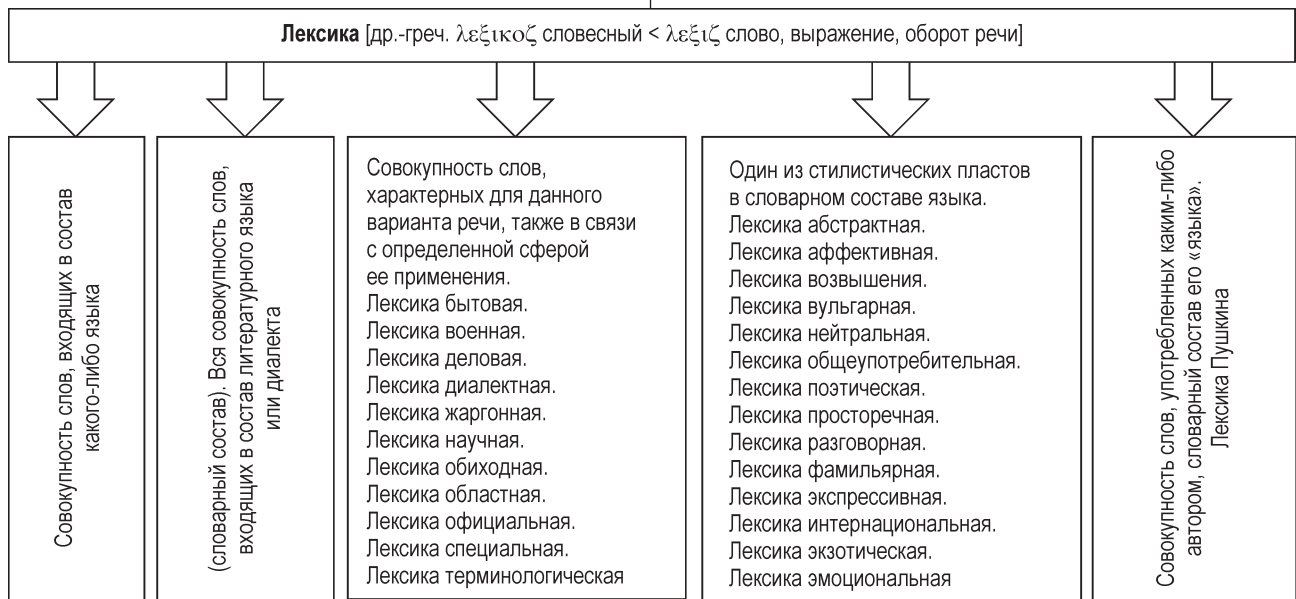 Лексика [др.-греч. λεξικοζ словесный < λεξιζ слово, выражение, оборот речи]
Совокупность слов, входящих в состав
какого-либо языка
(словарный состав). Вся совокупность слов,
входящих в состав литературного языка
или диалекта
Совокупность слов,
характерных для данного
варианта речи, также в связи
с определенной сферой
ее применения.
Лексика бытовая.
Лексика военная.
Лексика деловая.
Лексика диалектная.
Лексика жаргонная.
Лексика научная.
Лексика обиходная.
Лексика областная.
Лексика официальная.
Лексика специальная.
Лексика терминологическая
Один из стилистических пластов
в словарном составе языка.
Лексика абстрактная.
Лексика аффективная.
Лексика возвышения.
Лексика вульгарная.
Лексика нейтральная.
Лексика общеупотребительная.
Лексика поэтическая.
Лексика просторечная.
Лексика разговорная.
Лексика фамильярная.
Лексика экспрессивная.
Лексика интернациональная.
Лексика экзотическая.
Лексика эмоциональная
Совокупность слов, употребленных каким-либо
автором, словарный состав его «языка».
Лексика Пушкина